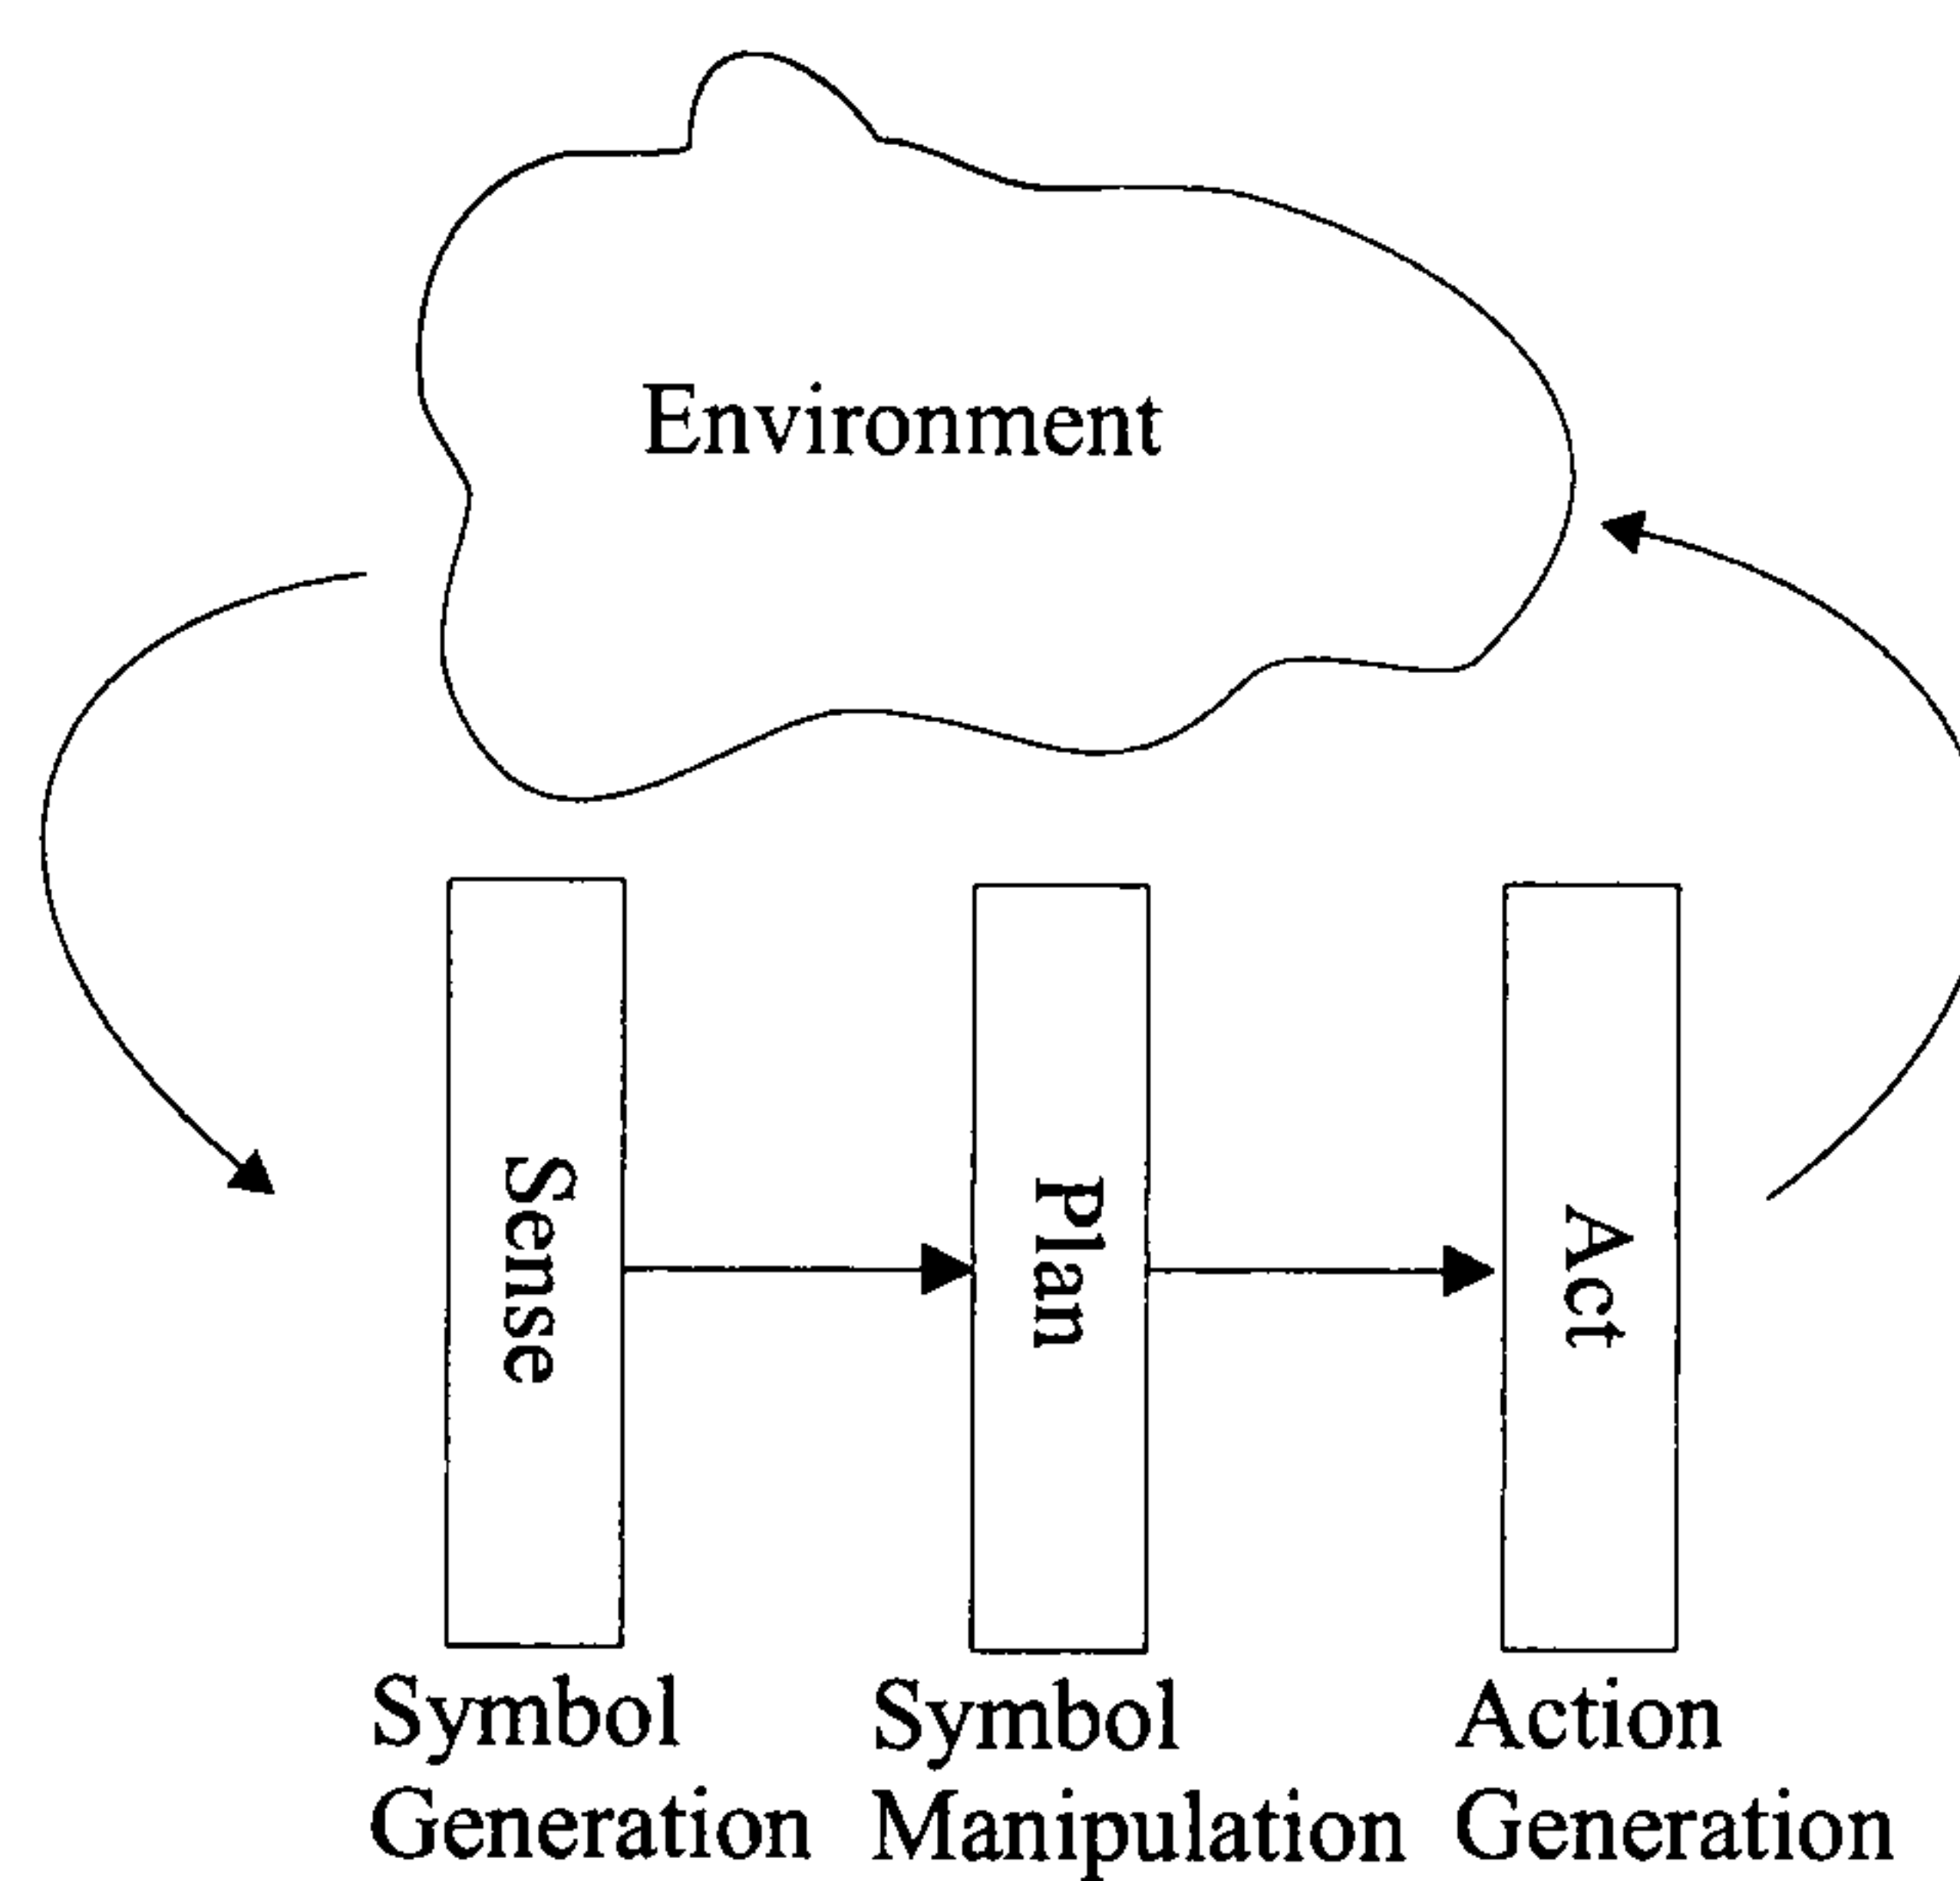 Environment
Sense
Plan
Act
Symbol
Generation
Symbol
Manipulation
Action
Generation